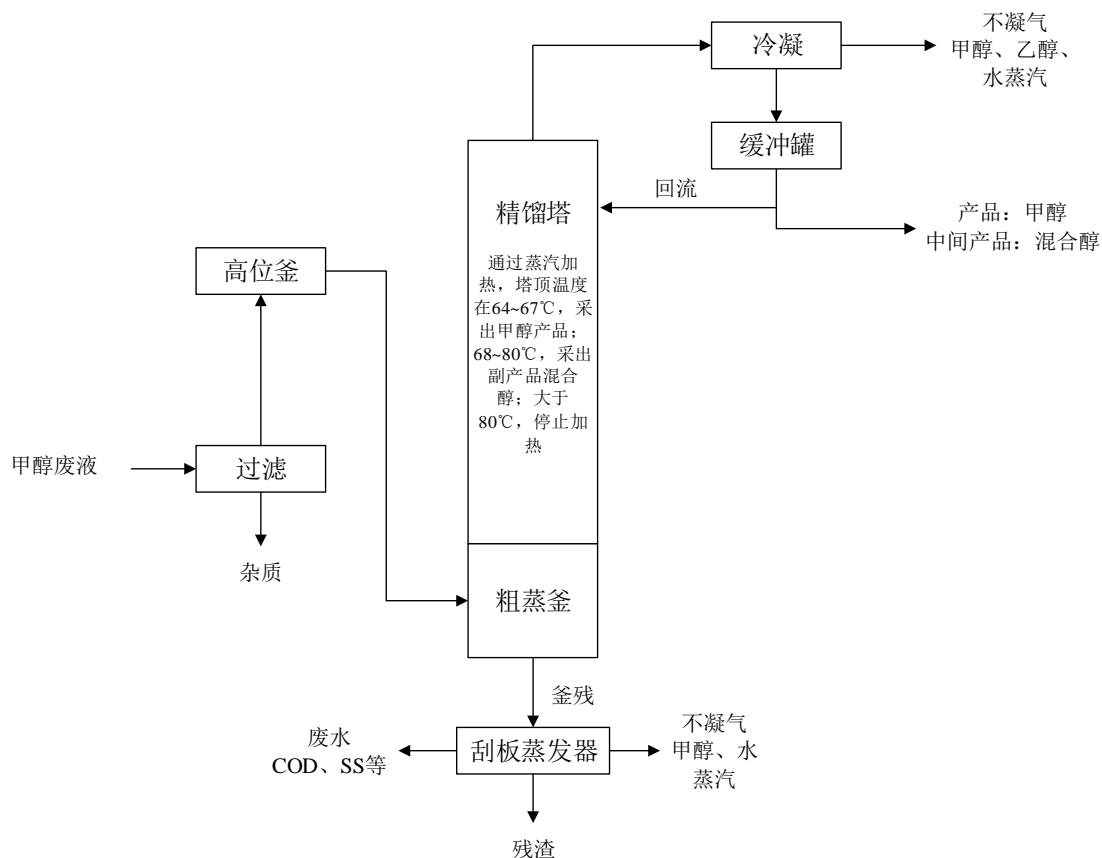 不凝气
甲醇、乙醇、
水蒸汽
冷凝
缓冲罐
回流
产品：甲醇
中间产品：混合醇
精馏塔
通过蒸汽加
热，塔顶温度
在64~67℃，采
出甲醇产品；
68~80℃，采出
副产品混合
醇；大于
80℃，停止加
热
高位釜
甲醇废液
过滤
杂质
粗蒸釜
釜残
刮板蒸发器
废水
COD、SS等
不凝气
甲醇、水
蒸汽
残渣